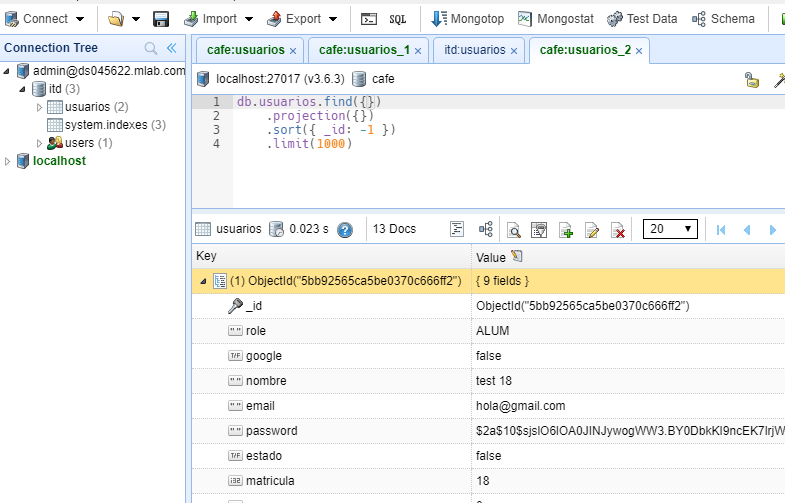 Connect Import Export SQL Mongotop Mongostat Test Data Schema
Connection Tree
admin@ds045622.mlab.com
itd (3)
usuarios (2)
system.indexes (3)
users (1)
localhost
cafe:usuarios × cafe:usuarios_1 × itd:usuarios × cafe:usuarios_2 ×
localhost:27017 (v3.6.3) cafe
1 db.usuarios.find({})
2 .projection({})
3 .sort({ _id: -1 })
4 .limit(1000)
usuarios 0.023 s ? 13 Docs 20
Key Value
(1) ObjectId("5bb92565ca5be0370c666ff2") { 9 fields }
_id ObjectId("5bb92565ca5be0370c666ff2")
" " role ALUM
T/F google false
" " nombre test 18
" " email hola@gmail.com
" " password
T/F estado false
i32 matricula 18